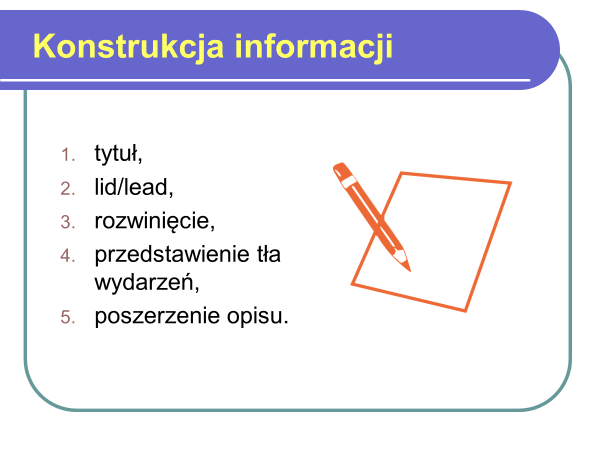 Konstrukcja informacji
1. tytuł,
2. lid/lead,
3. rozwinięcie,
4. przedstawienie tła
wydarzeń,
5. poszerzenie opisu.